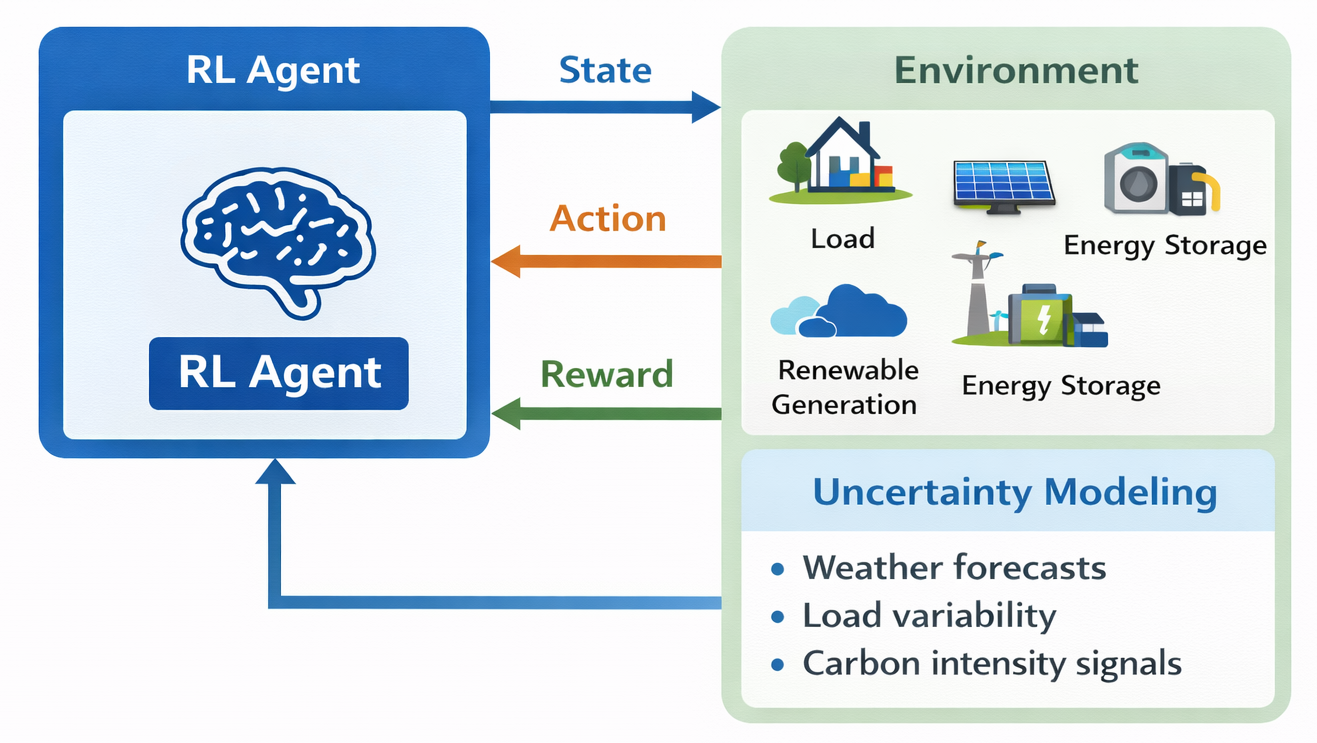 RL Agent
RL Agent
State
Action
Reward
Environment
Load
Energy Storage
Renewable
Generation
Energy Storage
Uncertainty Modeling
• Weather forecasts
• Load variability
• Carbon intensity signals